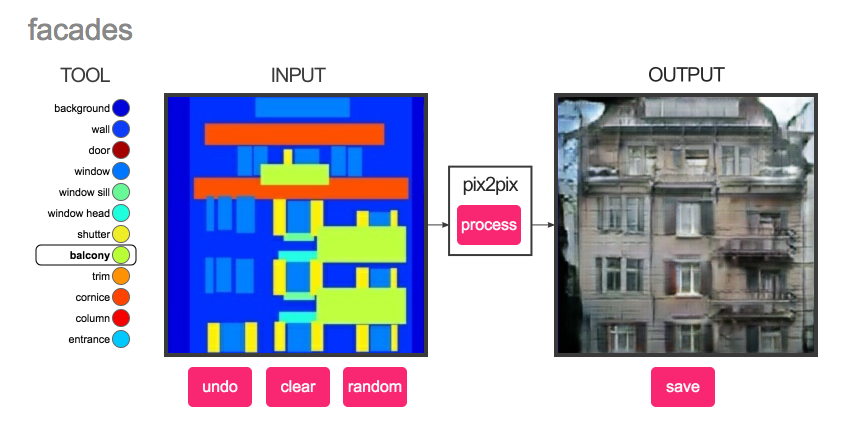 facades
TOOL
INPUT
OUTPUT
background
wall
door
window
window sill
window head
shutter
balcony
trim
cornice
column
entrance
pix2pix
process
undo
clear
random
save